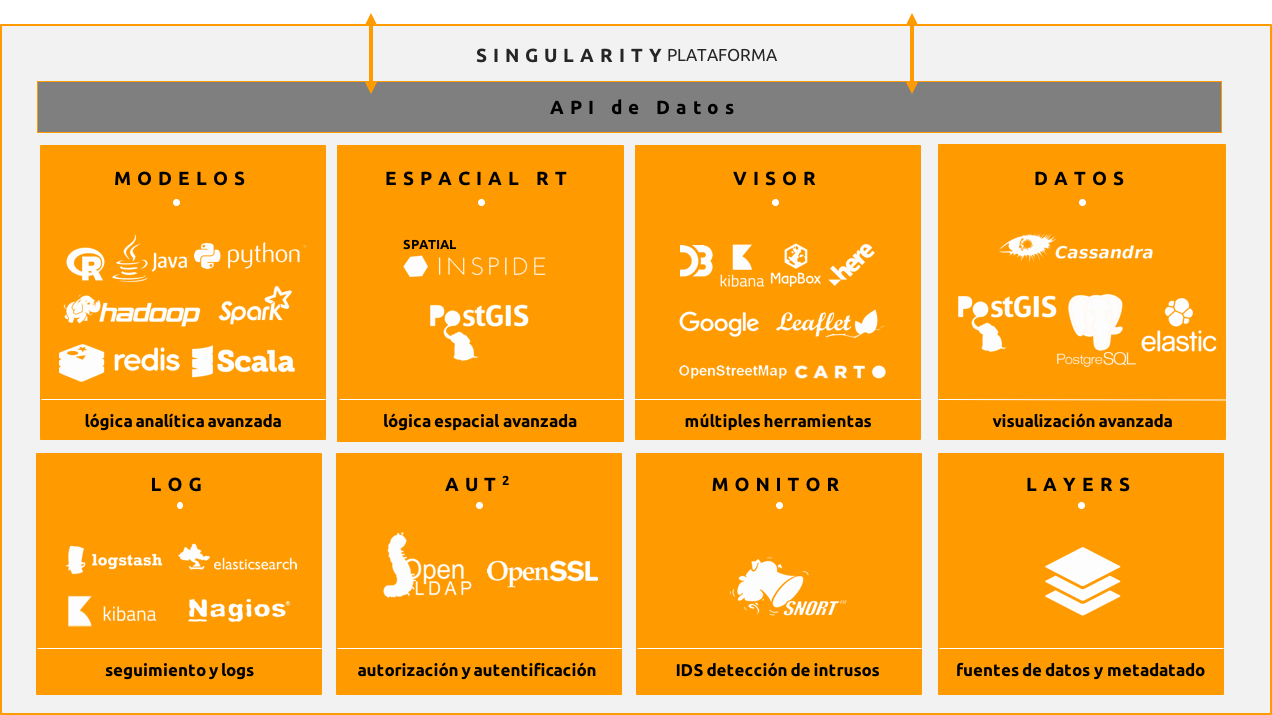 SINGULARITY PLATAFORMA
API de Datos
MODELOS
R
Java
python
hadoop
Spark
redis
Scala
lógica analítica avanzada
ESPACIAL RT
SPATIAL
INSPIDE
PostGIS
lógica espacial avanzada
VISOR
D3
kibana
MapBox
here
Google
Leaflet
OpenStreetMap
CARTO
múltiples herramientas
DATOS
Cassandra
PostGIS
PostgreSQL
elastic
visualización avanzada
LOG
logstash
elasticsearch
kibana
Nagios®
seguimiento y logs
AUT²
Open
LDAP
OpenSSL
autorización y autentificación
MONITOR
SNORT
IDS detección de intrusos
LAYERS
fuentes de datos y metadatado